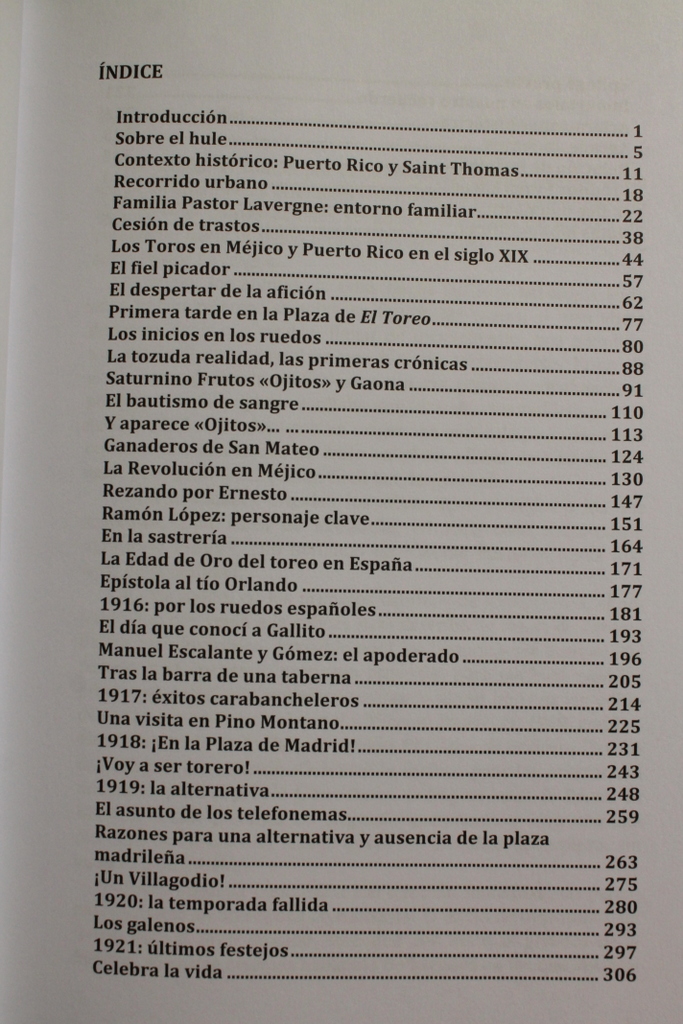 ÍNDICE
Introducción........ 1
Sobre el hule........ 5
Contexto histórico: Puerto Rico y Saint Thomas........ 11
Recorrido urbano ........ 18
Familia Pastor Lavergne: entorno familiar........ 22
Cesión de trastos........ 38
Los Toros en Méjico y Puerto Rico en el siglo XIX ........ 44
El fiel picador ........ 57
El despertar de la afición ........ 62
Primera tarde en la Plaza de El Toreo........ 77
Los inicios en los ruedos ........ 80
La tozuda realidad, las primeras crónicas ........ 88
Saturnino Frutos «Ojitos» y Gaona ........ 91
El bautismo de sangre........ 110
Y aparece «Ojitos»... ........ 113
Ganaderos de San Mateo ........ 124
La Revolución en Méjico........ 130
Rezando por Ernesto ........ 147
Ramón López: personaje clave........ 151
En la sastrería ........ 164
La Edad de Oro del toreo en España........ 171
Epístola al tío Orlando ........ 177
1916: por los ruedos españoles........ 181
El día que conocí a Gallito........ 193
Manuel Escalante y Gómez: el apoderado ........ 196
Tras la barra de una taberna ........ 205
1917: éxitos carabancheleros ........ 214
Una visita en Pino Montano........ 225
1918: ¡En la Plaza de Madrid!........ 231
¡Voy a ser torero! ........ 243
1919: la alternativa........ 248
El asunto de los telefonemas........ 259
Razones para una alternativa y ausencia de la plaza
madrileña ........ 263
¡Un Villagodio! ........ 275
1920: la temporada fallida ........ 280
Los galenos........ 293
1921: últimos festejos........ 297
Celebra la vida ........ 306